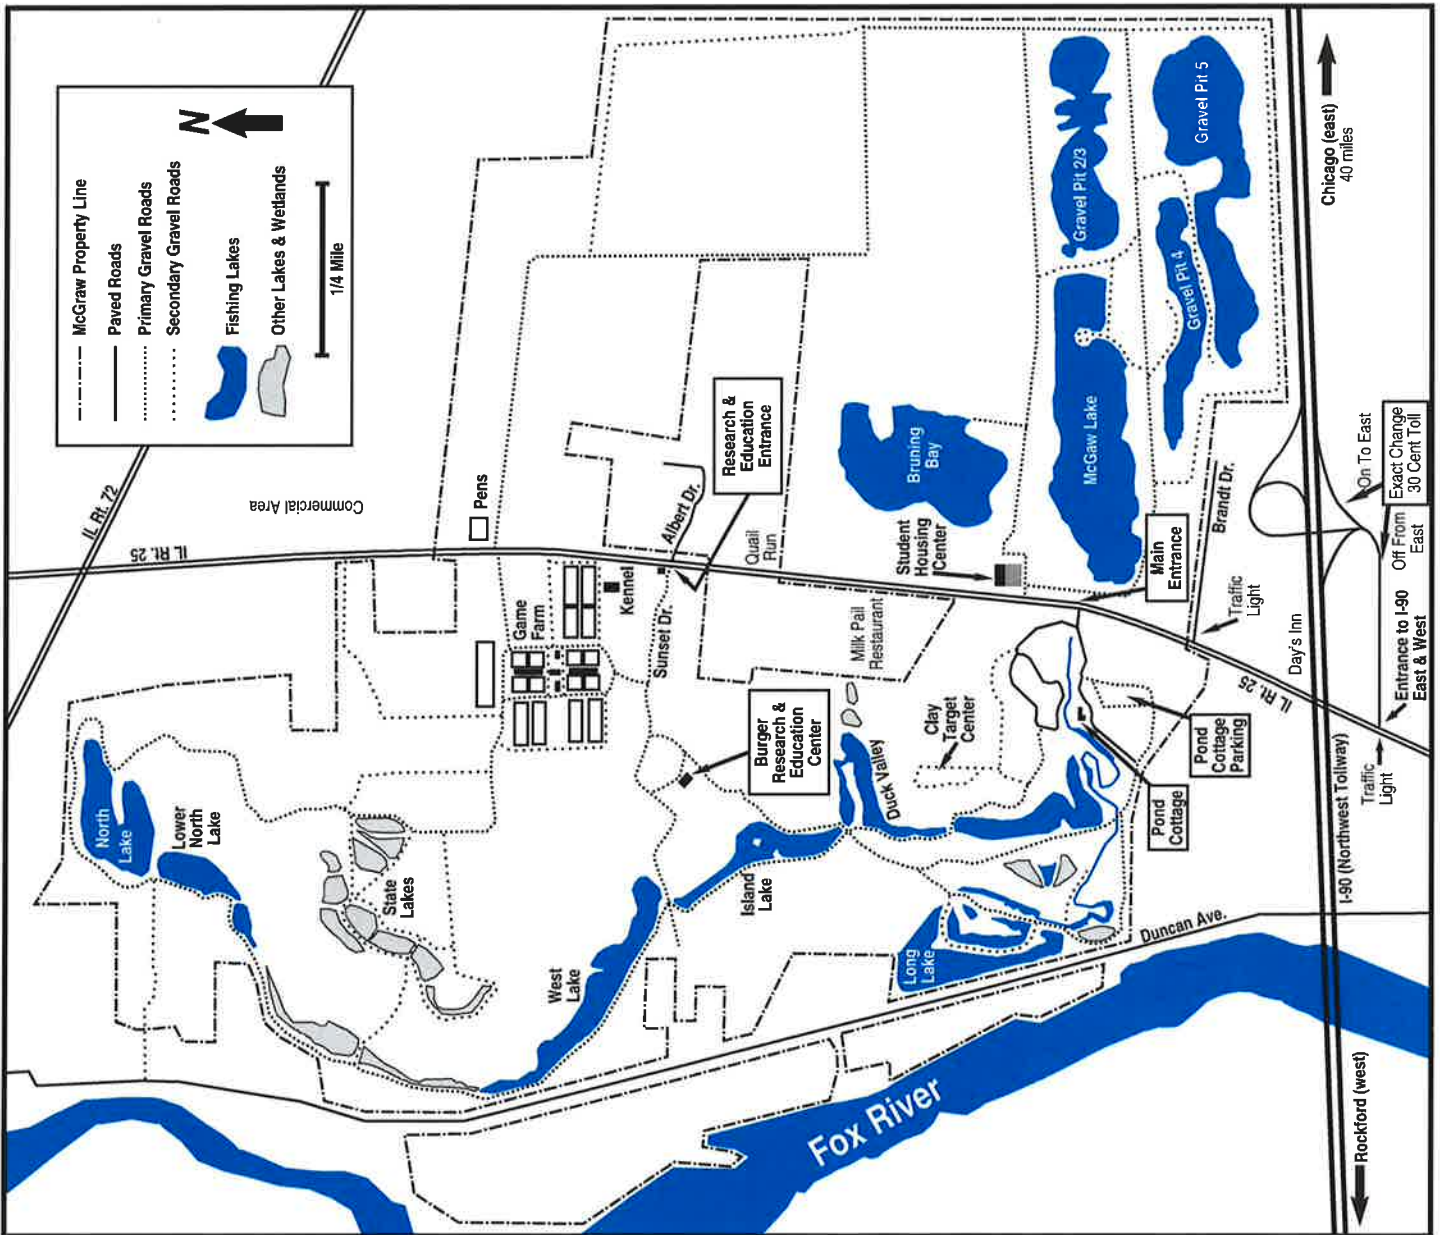 McGraw Property Line
Paved Roads
Primary Gravel Roads
Secondary Gravel Roads
Fishing Lakes
Other Lakes & Wetlands
1/4 Mile
N
IL Rt. 72
IL Rt. 25
Commercial Area
Pens
Game
Farm
Kennel
Albert Dr.
Sunset Dr.
Research &
Education
Entrance
Quail
Run
Milk Pail
Restaurant
Student
Housing
Center
Bruning
Bay
McGaw Lake
Gravel Pit 2/3
Gravel Pit 4
Gravel Pit 5
Main
Entrance
Brandt Dr.
Traffic
Light
Day's Inn
IL Rt. 25
Chicago (east)
40 miles
On To East
Exact Change
30 Cent Toll
Off From
East
Entrance to I-90
East & West
Traffic
Light
I-90 (Northwest Tollway)
Rockford (west)
North
Lake
Lower
North Lake
State
Lakes
West
Lake
Island
Lake
Burger
Research &
Education
Center
Duck Valley
Clay
Target
Center
Pond
Cottage
Parking
Pond
Cottage
Long
Lake
Duncan Ave.
Fox River